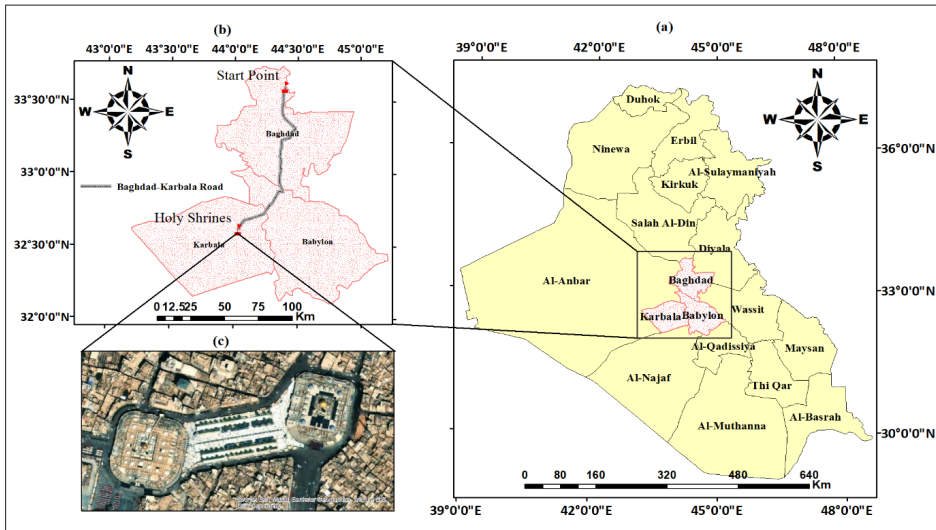 (b)
43°0'0"E 43°30'0"E 44°0'0"E 44°30'0"E 45°0'0"E
N
W E
S
33°30'0"N
33°0'0"N
32°30'0"N
32°0'0"N
Start Point
Baghdad
Baghdad-Karbala Road
Holy Shrines
Karbala
Babylon
0 12.5 25 50 75 100
Km
(a)
39°0'0"E 42°0'0"E 45°0'0"E 48°0'0"E
N
W E
S
36°0'0"N
33°0'0"N
30°0'0"N
Duhok
Ninewa
Erbil
Al-Sulaymaniyah
Kirkuk
Salah Al-Din
Diyala
Al-Anbar
Baghdad
Karbala
Babylon
Wassit
Al-Qadissiya
Maysan
Al-Najaf
Thi Qar
Al-Muthanna
Al-Basrah
0 40 80 160 320 480 640
Km
39°0'0"E 42°0'0"E 45°0'0"E 48°0'0"E
(c)